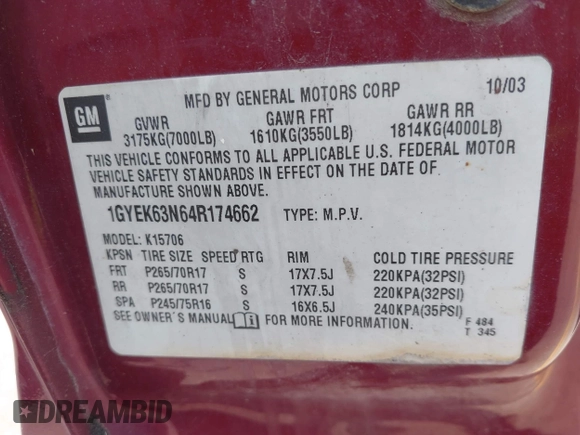 MFD BY GENERAL MOTORS CORP 10/03
GM
GVWR GAWR FRT GAWR RR
3175KG(7000LB) 1610KG(3550LB) 1814KG(4000LB)
THIS VEHICLE CONFORMS TO ALL APPLICABLE U.S. FEDERAL MOTOR
VEHICLE SAFETY STANDARDS IN EFFECT ON THE DATE OF
MANUFACTURE SHOWN ABOVE.
1GYEK63N64R174662 TYPE: M.P.V.
MODEL: K15706
KPSN TIRE SIZE SPEED RTG RIM COLD TIRE PRESSURE
FRT P265/70R17 S 17X7.5J 220KPA(32PSI)
RR P265/70R17 S 17X7.5J 220KPA(32PSI)
SPA P245/75R16 S 16X6.5J 240KPA(35PSI)
SEE OWNER'S MANUAL FOR MORE INFORMATION.
F 484
T 345
DREAMBID